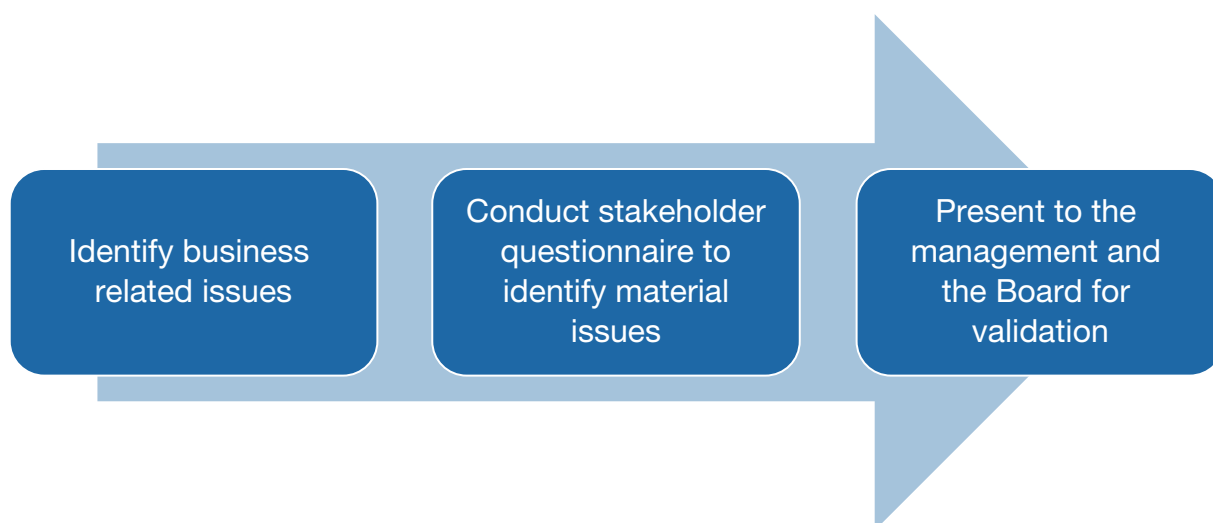 Identify business
related issues
Conduct stakeholder
questionnaire to
identify material
issues
Present to the
management and
the Board for
validation